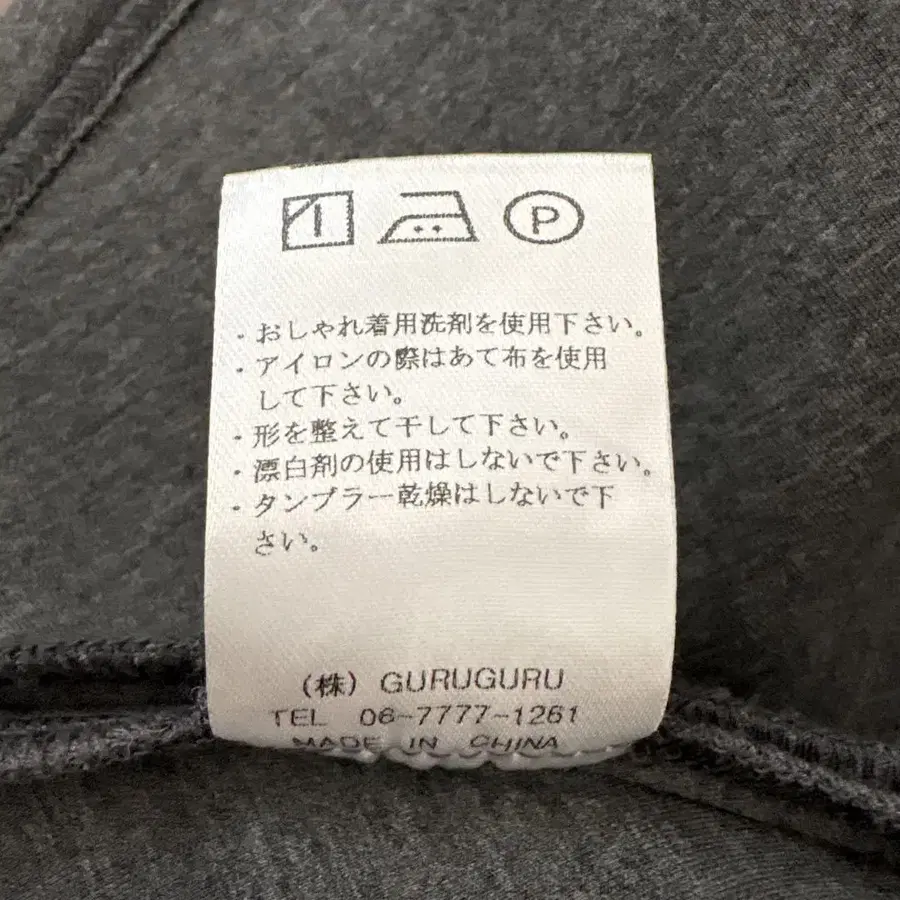 P
・おしゃれ着用洗剤を使用下さい。
・アイロンの際はあて布を使用
して下さい。
・形を整えて干して下さい。
・漂白剤の使用はしないで下さい。
・タンブラー乾燥はしないで下
さい。
(株) GURUGURU
TEL 06-7777-1261
MADE IN CHINA